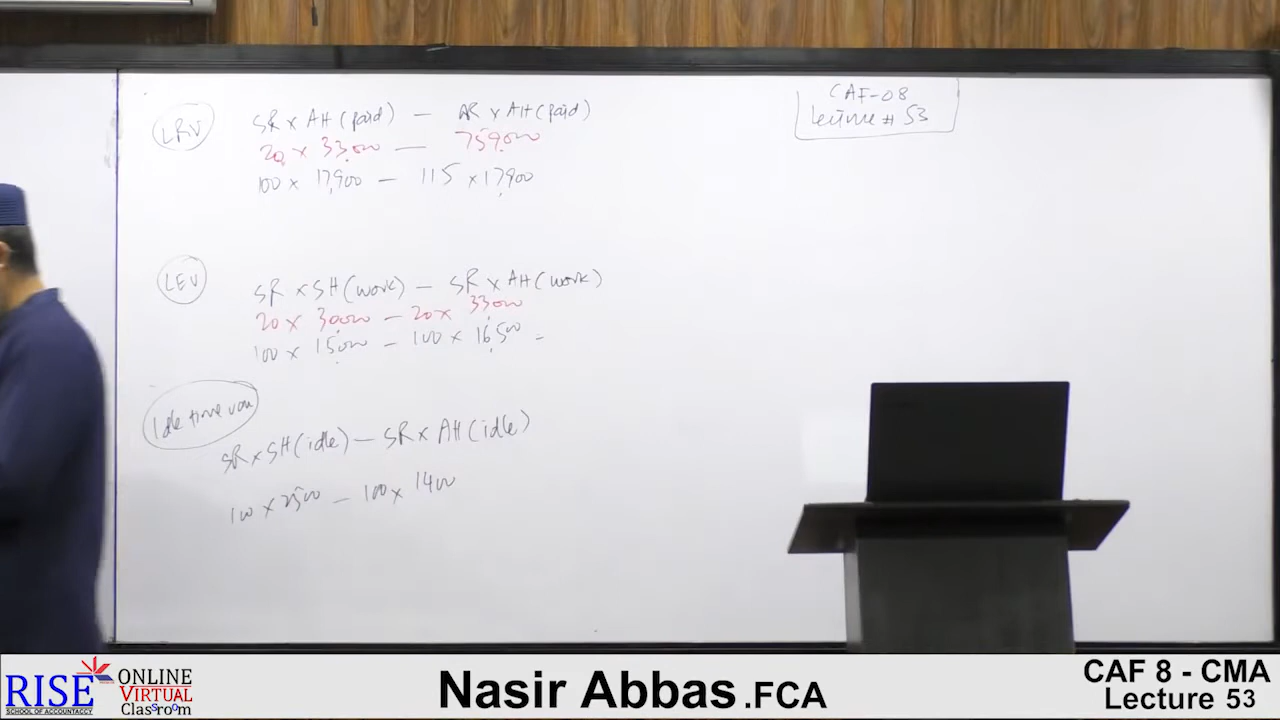 CAF-08
Lecture # 53
LRV
SR x AH (paid) — AR x AH (paid)
20 x 33,000 — 759,000
100 x 17,900 — 115 x 17,900
LEV
SR x SH (work) — SR x AH (work)
20 x 30,000 — 20 x 33,000
100 x 15,000 — 100 x 16,500 =
Idle time var
SR x SH (idle) — SR x AH (idle)
100 x 2500 — 100 x 1400
RISE
SCHOOL OF ACCOUNTACCY
ONLINE
VIRTUAL
Classroom
Nasir Abbas .FCA
CAF 8 - CMA
Lecture 53